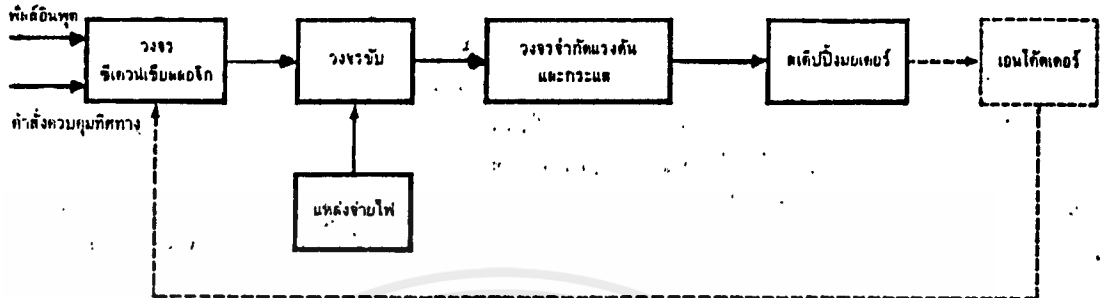 พัลส์อินพุต
วงจร
ซีเควนเชียลลอจิก
คำสั่งควบคุมทิศทาง
วงจรขับ
แหล่งจ่ายไฟ
1
วงจรจำกัดแรงดัน
และกระแส
สเต็ปปิ้งมอเตอร์
เอนโค้ดเดอร์